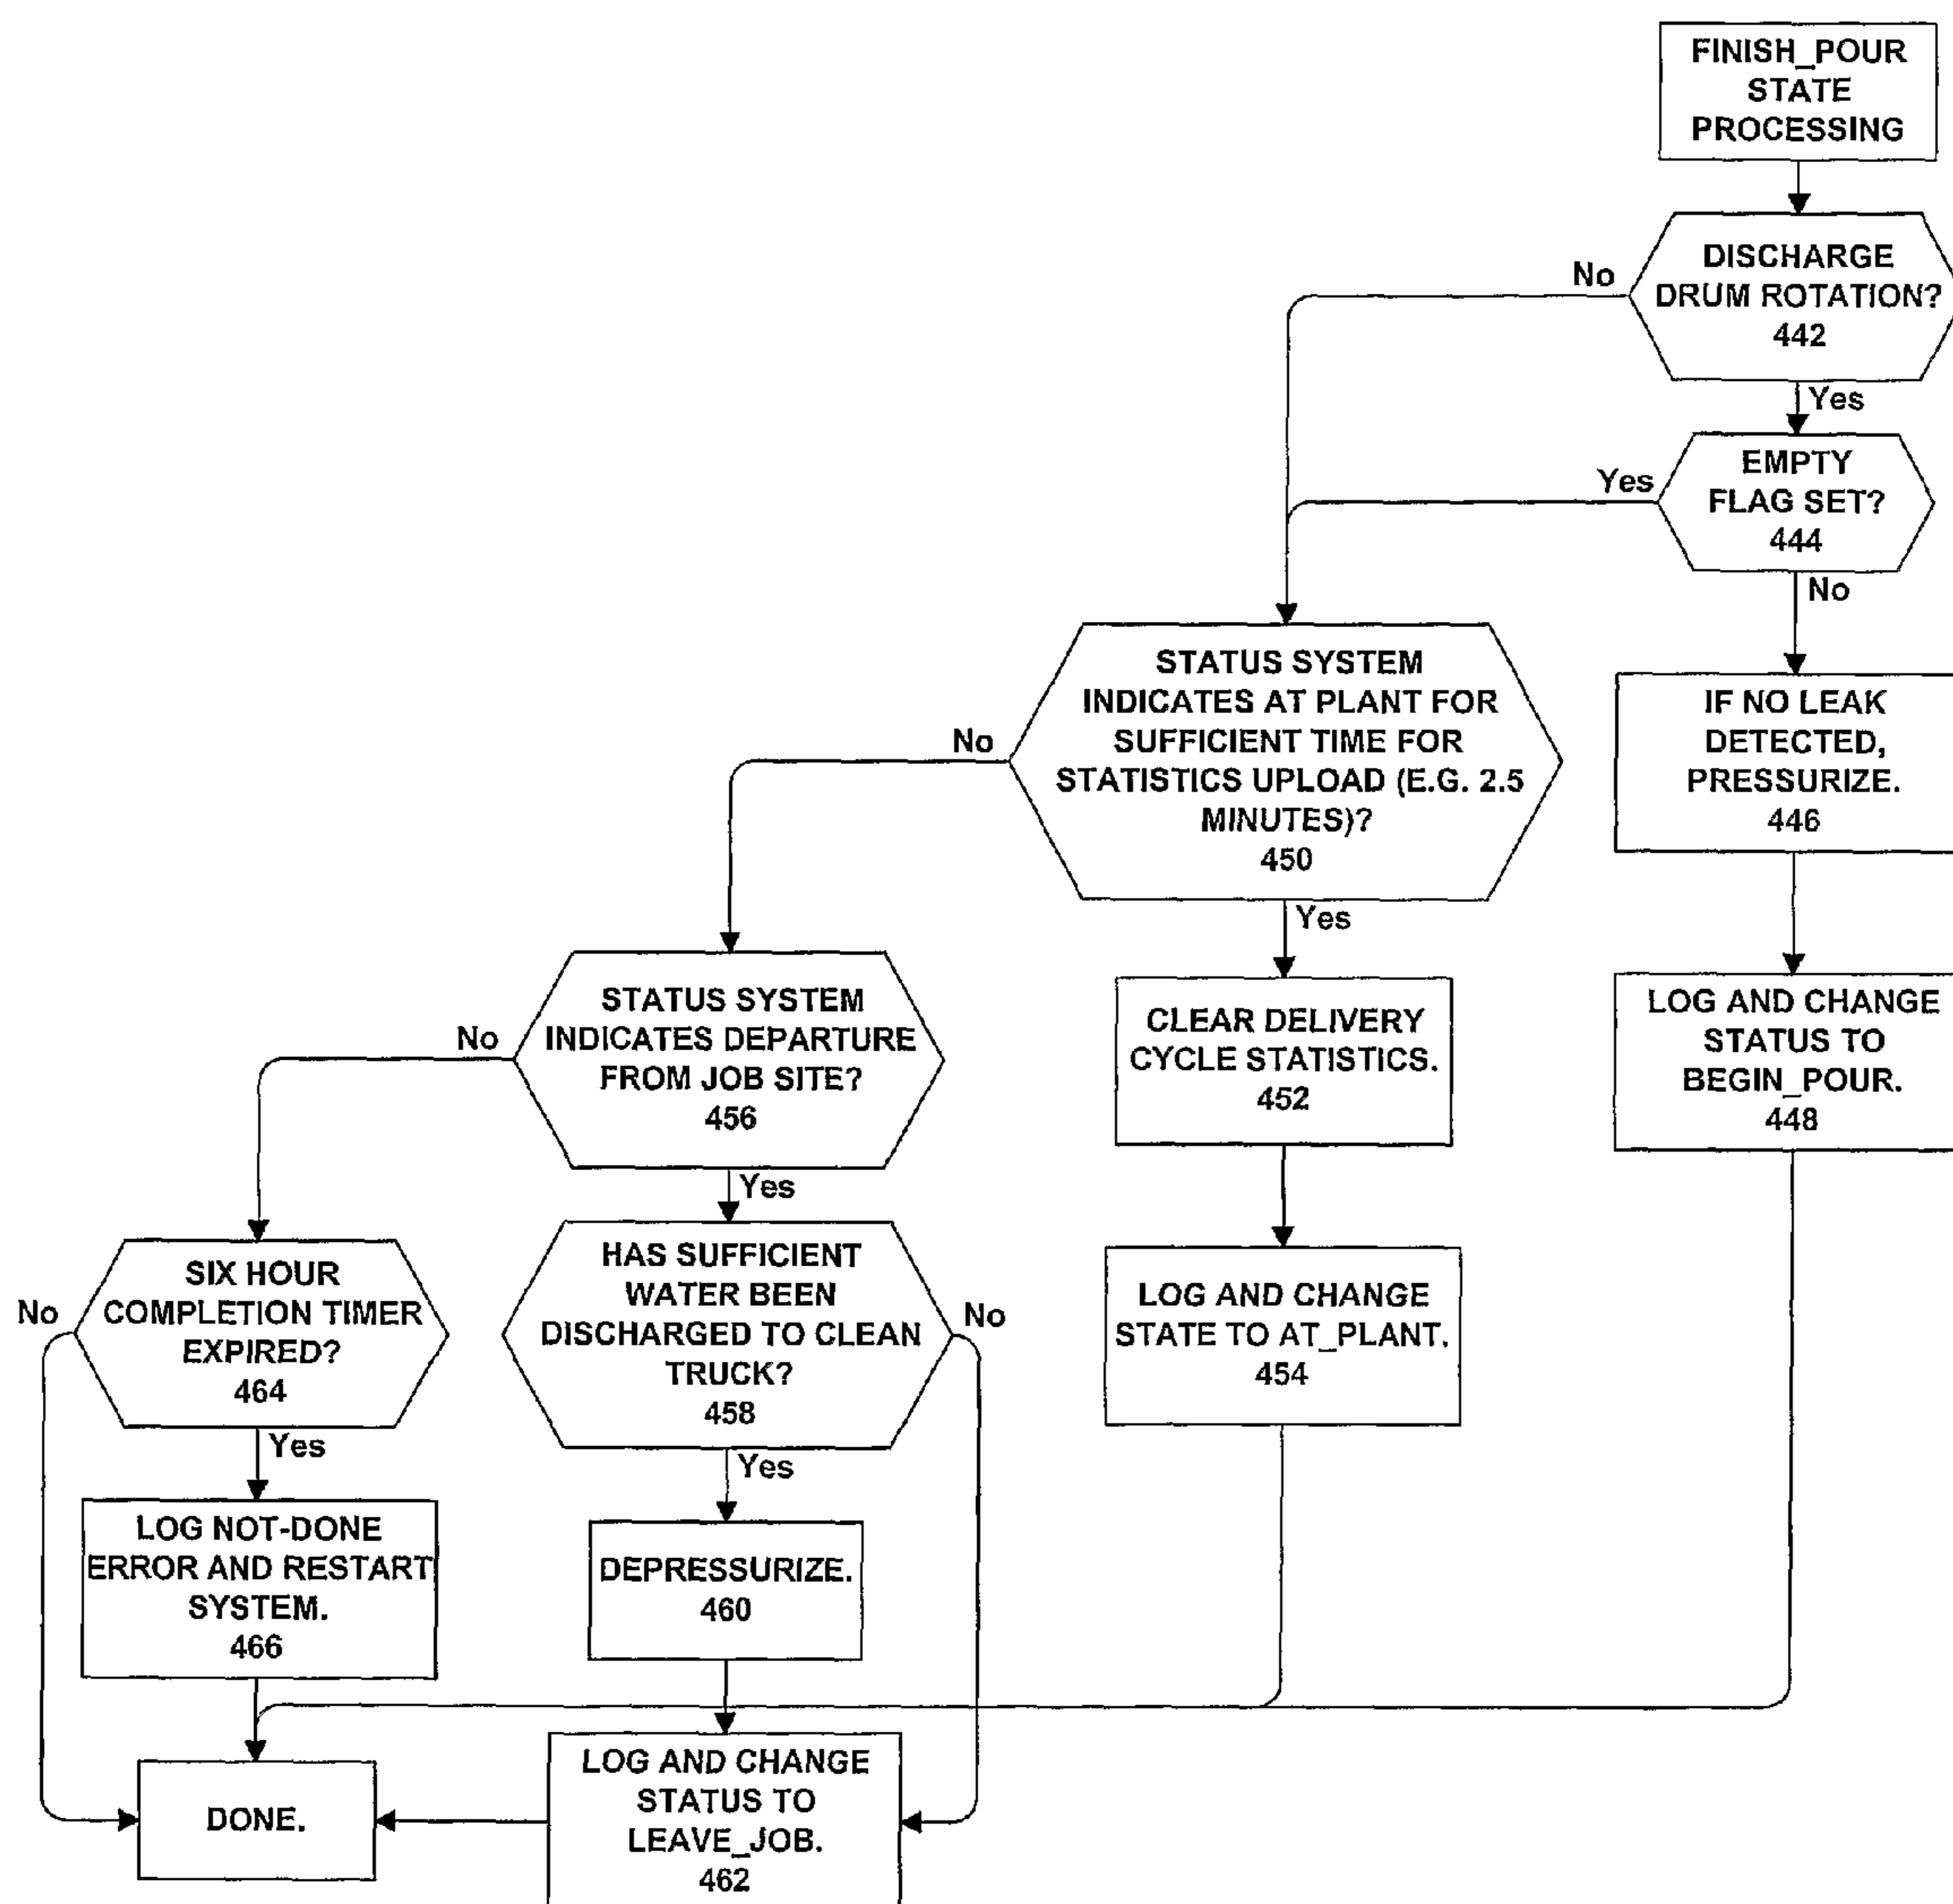 FINISH_POUR
STATE
PROCESSING
DISCHARGE
DRUM ROTATION?
442
No
Yes
EMPTY
FLAG SET?
444
Yes
No
IF NO LEAK
DETECTED,
PRESSURIZE.
446
LOG AND CHANGE
STATUS TO
BEGIN_POUR.
448
STATUS SYSTEM
INDICATES AT PLANT FOR
SUFFICIENT TIME FOR
STATISTICS UPLOAD (E.G. 2.5
MINUTES)?
450
No
Yes
CLEAR DELIVERY
CYCLE STATISTICS.
452
LOG AND CHANGE
STATE TO AT_PLANT.
454
STATUS SYSTEM
INDICATES DEPARTURE
FROM JOB SITE?
456
No
Yes
HAS SUFFICIENT
WATER BEEN
DISCHARGED TO CLEAN
TRUCK?
458
No
Yes
DEPRESSURIZE.
460
LOG AND CHANGE
STATUS TO
LEAVE_JOB.
462
SIX HOUR
COMPLETION TIMER
EXPIRED?
464
No
Yes
LOG NOT-DONE
ERROR AND RESTART
SYSTEM.
466
DONE.